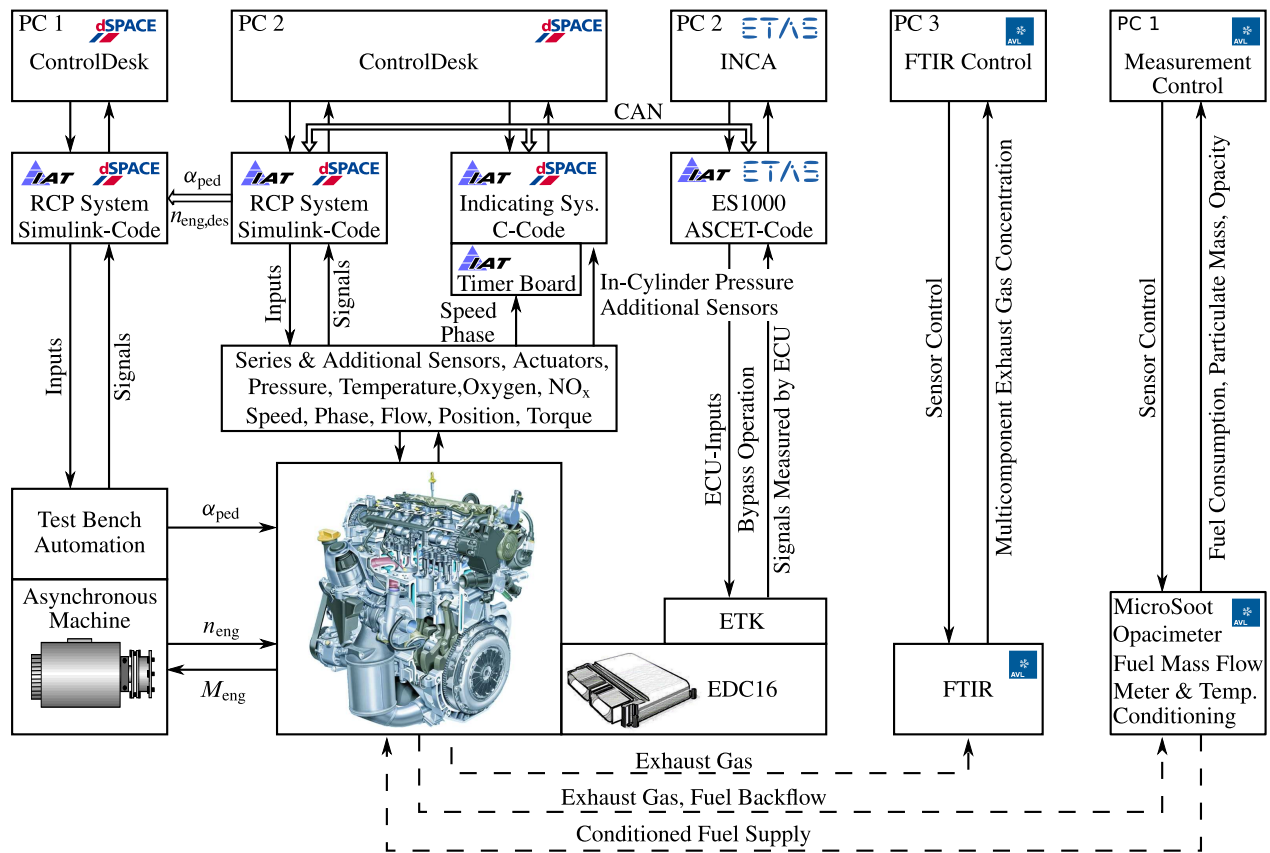 PC 1
dSPACE
ControlDesk
PC 2
dSPACE
ControlDesk
PC 2
ETAS
INCA
PC 3
AVL
FTIR Control
PC 1
AVL
Measurement
Control
CAN
IAT
dSPACE
RCP System
Simulink-Code
α_ped
n_eng,des
IAT
dSPACE
RCP System
Simulink-Code
IAT
dSPACE
Indicating Sys.
C-Code
IAT
Timer Board
IAT
ETAS
ES1000
ASCET-Code
Inputs
Signals
Inputs
Signals
Speed
Phase
In-Cylinder Pressure
Additional Sensors
Series & Additional Sensors, Actuators,
Pressure, Temperature,Oxygen, NOₓ
Speed, Phase, Flow, Position, Torque
ECU-Inputs
Bypass Operation
Signals Measured by ECU
Sensor Control
Multicomponent Exhaust Gas Concentration
Sensor Control
Fuel Consumption, Particulate Mass, Opacity
Test Bench
Automation
α_ped
Asynchronous
Machine
n_eng
M_eng
ETK
EDC16
AVL
FTIR
MicroSoot
AVL
Opacimeter
Fuel Mass Flow
Meter & Temp.
Conditioning
Exhaust Gas
Exhaust Gas, Fuel Backflow
Conditioned Fuel Supply